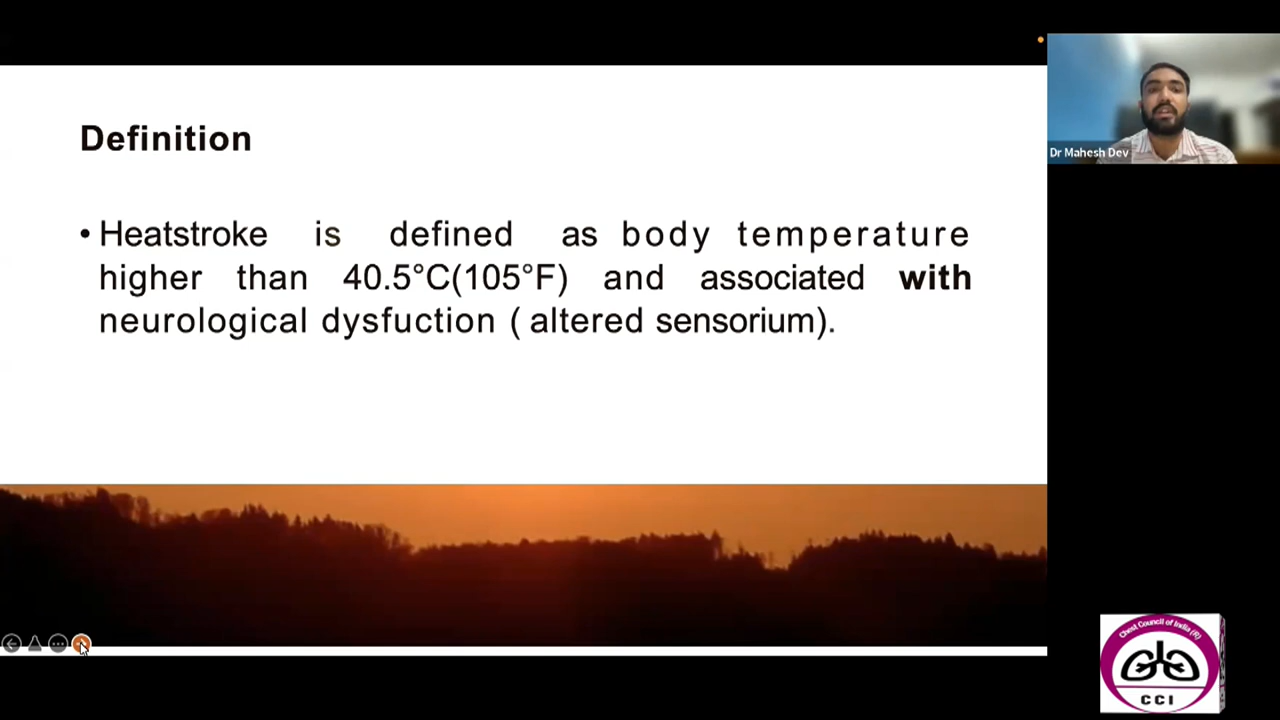 Definition
• Heatstroke is defined as body temperature
higher than 40.5°C(105°F) and associated with
neurological dysfuction ( altered sensorium).
Dr Mahesh Dev
Chest Council of India (R)
CCI